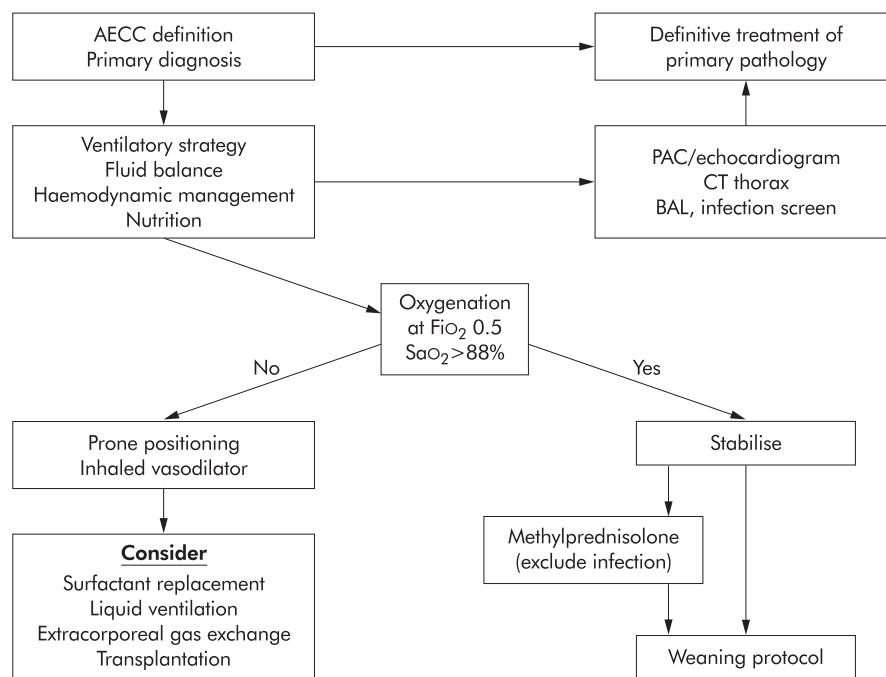 AECC definition
Primary diagnosis
Definitive treatment of
primary pathology
Ventilatory strategy
Fluid balance
Haemodynamic management
Nutrition
PAC/echocardiogram
CT thorax
BAL, infection screen
Oxygenation
at FIO2 0.5
SaO2>88%
No
Yes
Prone positioning
Inhaled vasodilator
Stabilise
Consider
Surfactant replacement
Liquid ventilation
Extracorporeal gas exchange
Transplantation
Methylprednisolone
(exclude infection)
Weaning protocol